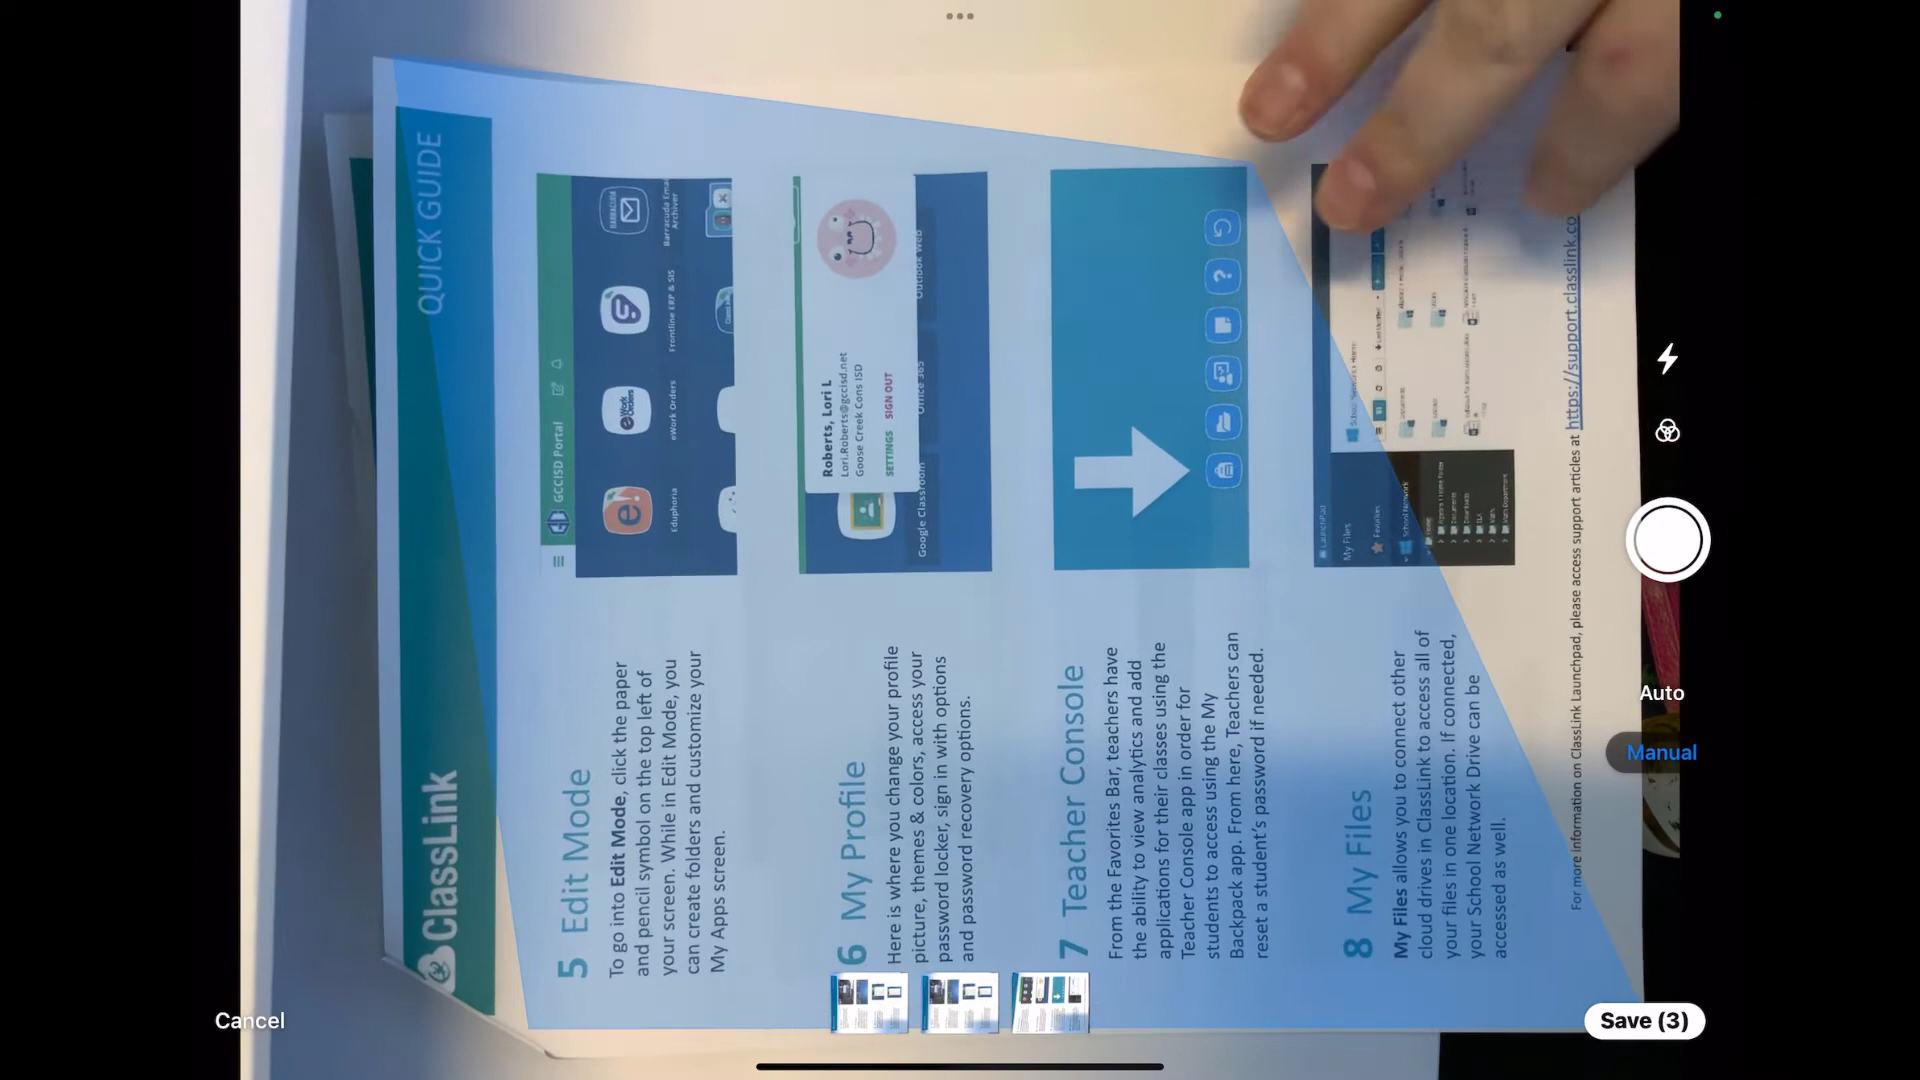 ClassLink
QUICK GUIDE
5 Edit Mode
To go into Edit Mode, click the paper
and pencil symbol on the top left of
your screen. While in Edit Mode, you
can create folders and customize your
My Apps screen.
GCCISD Portal
Eduphoria
eWork Orders
Frontline ERP & SIS
Barracuda Ema
Archiver
BARRACUDA
6 My Profile
Here is where you change your profile
picture, themes & colors, access your
password locker, sign in with options
and password recovery options.
Roberts, Lori L
Lori.Roberts@gccisd.net
Goose Creek Cons ISD
SETTINGS SIGN OUT
Google Classroom
Office 365
Outlook Web
7 Teacher Console
From the Favorites Bar, teachers have
the ability to view analytics and add
applications for their classes using the
Teacher Console app in order for
students to access using the My
Backpack app. From here, Teachers can
reset a student's password if needed.
8 My Files
My Files allows you to connect other
cloud drives in ClassLink to access all of
your files in one location. If connected,
your School Network Drive can be
accessed as well.
LaunchPad
My Files
Favorites
School Network
Home
Documents
Downloads
Math Department
For more information on ClassLink Launchpad, please access support articles at https://support.classlink.co
Auto
Manual
Cancel
Save (3)